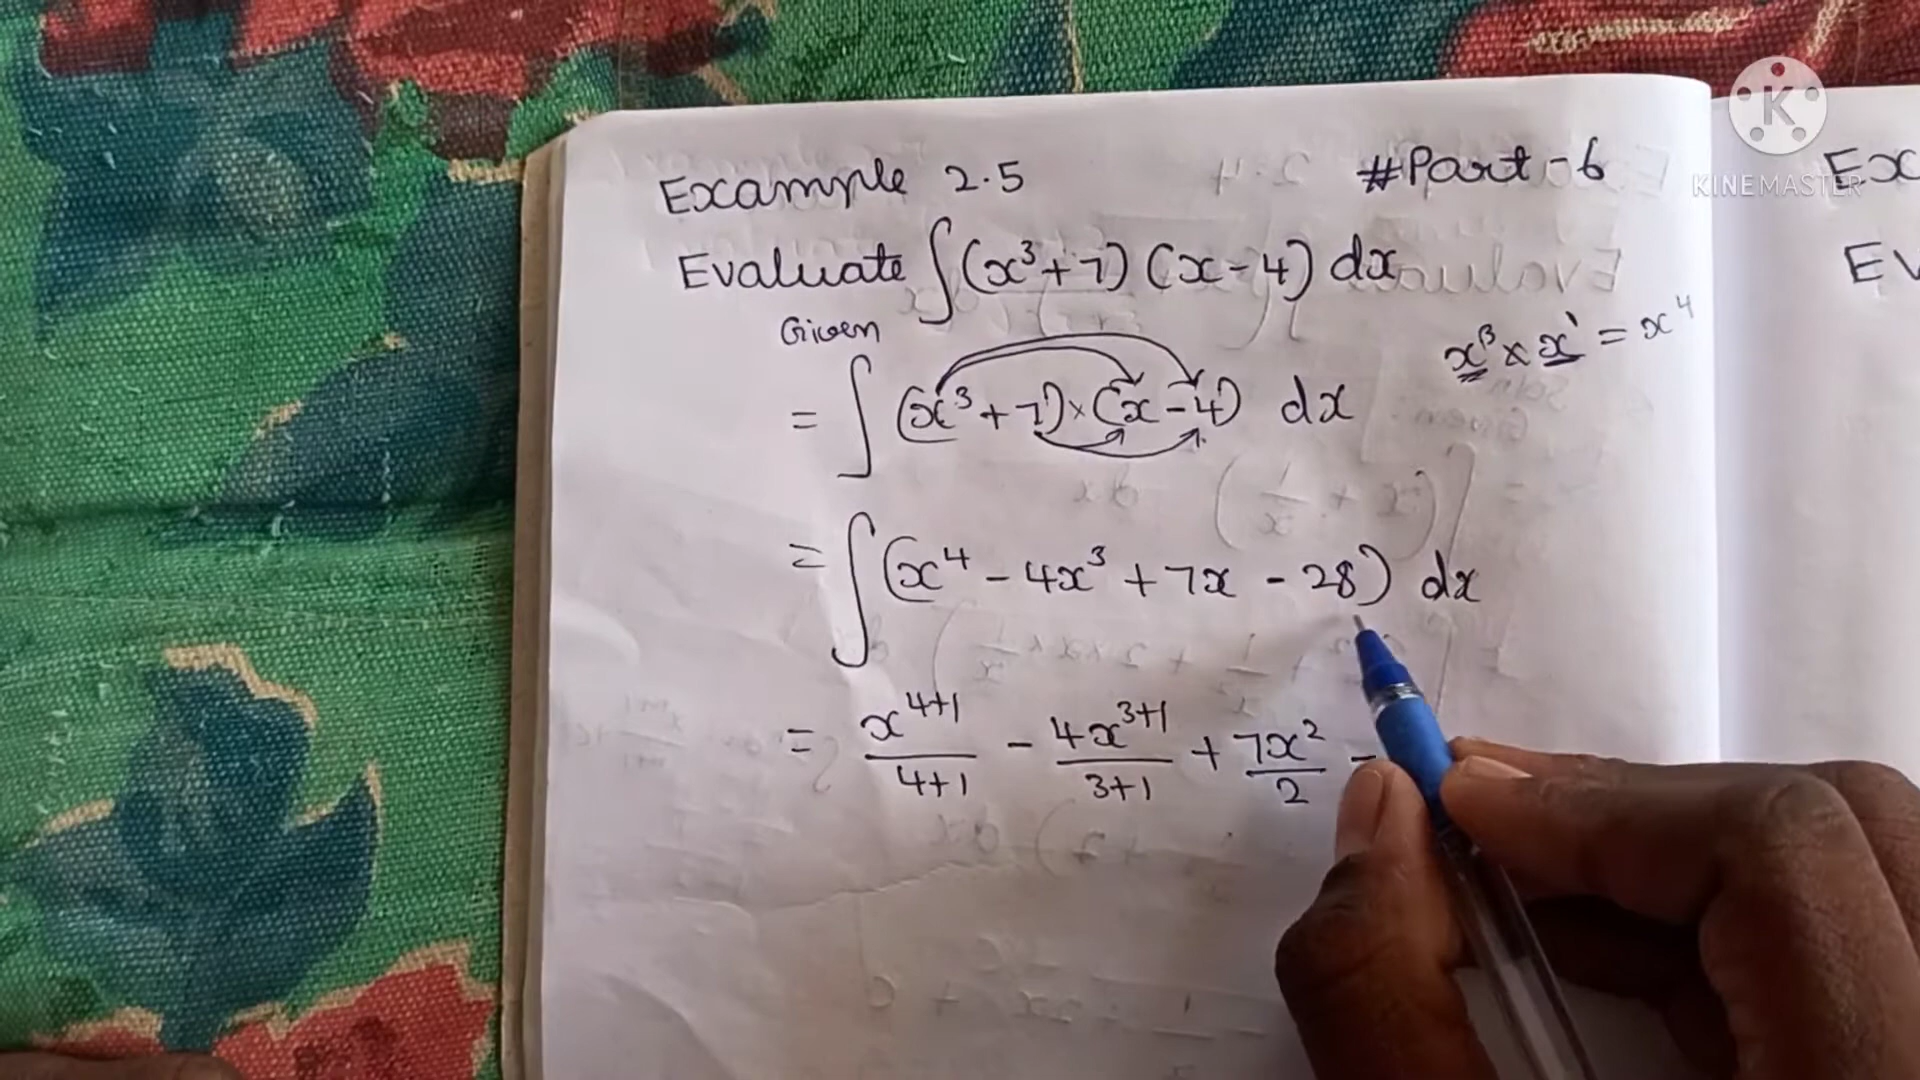 Example 2.5 #Part-6
Evaluate ∫(x³+7)(x-4) dx
Given
x³ × x¹ = x⁴
= ∫ (x³+7)×(x-4) dx
= ∫(x⁴ - 4x³ + 7x - 28) dx
= x⁴⁺¹/4+1 - 4x³⁺¹/3+1 + 7x²/2 -
K
KINEMASTER
Ex
Ev